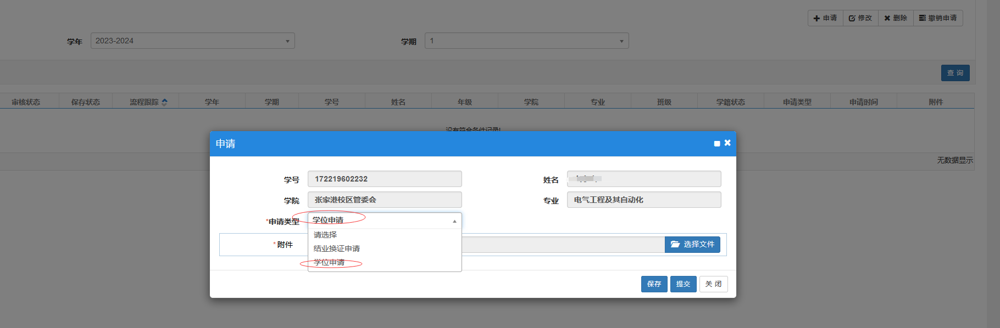 申请 修改 删除 撤销申请
学年 2023-2024 学期 1
查 询
审核状态 保存状态 流程跟踪 学年 学期 学号 姓名 年级 学院 专业 班级 学籍状态 申请类型 申请时间 附件
没有符合条件记录!
无数据显示
申请
学号 172219602232 姓名
学院 张家港校区管委会 专业 电气工程及其自动化
*申请类型 学位申请
请选择
*附件 选择文件
结业换证申请
学位申请
保存 提交 关 闭